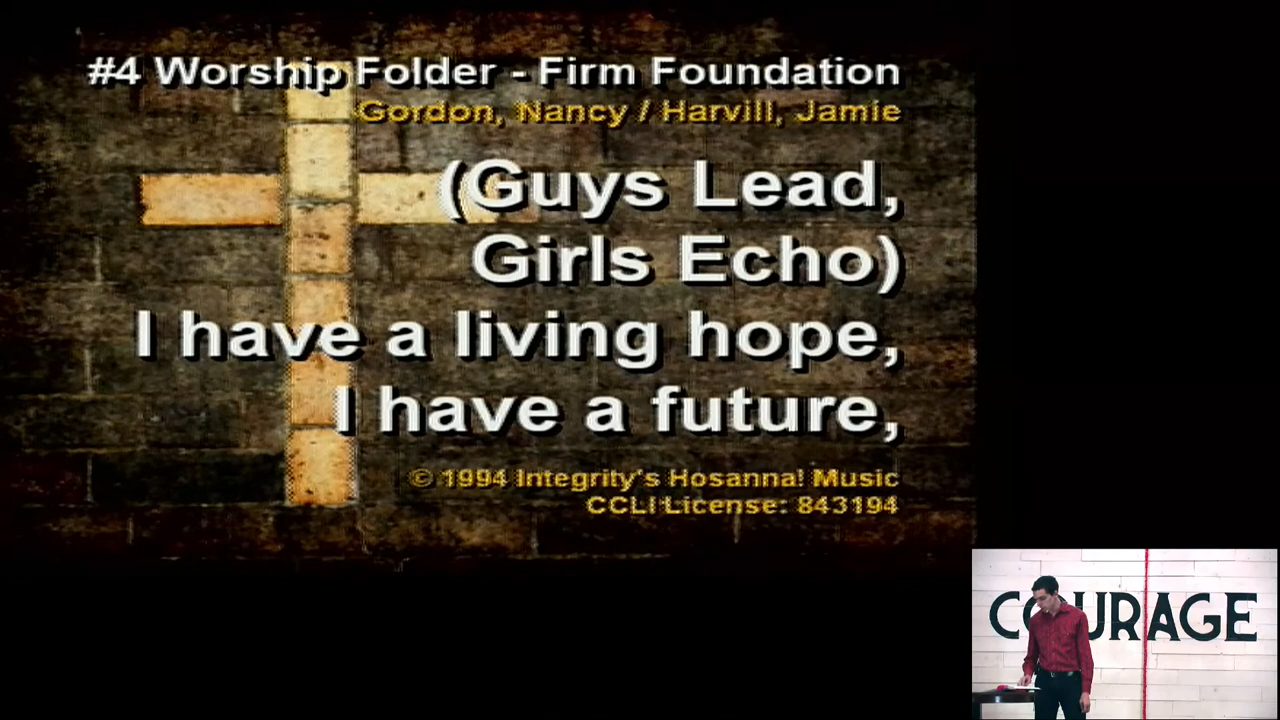 #4 Worship Folder - Firm Foundation
Gordon, Nancy / Harvill, Jamie
(Guys Lead,
Girls Echo)
I have a living hope,
I have a future,
© 1994 Integrity's Hosanna! Music
CCLI License: 843194
COURAGE